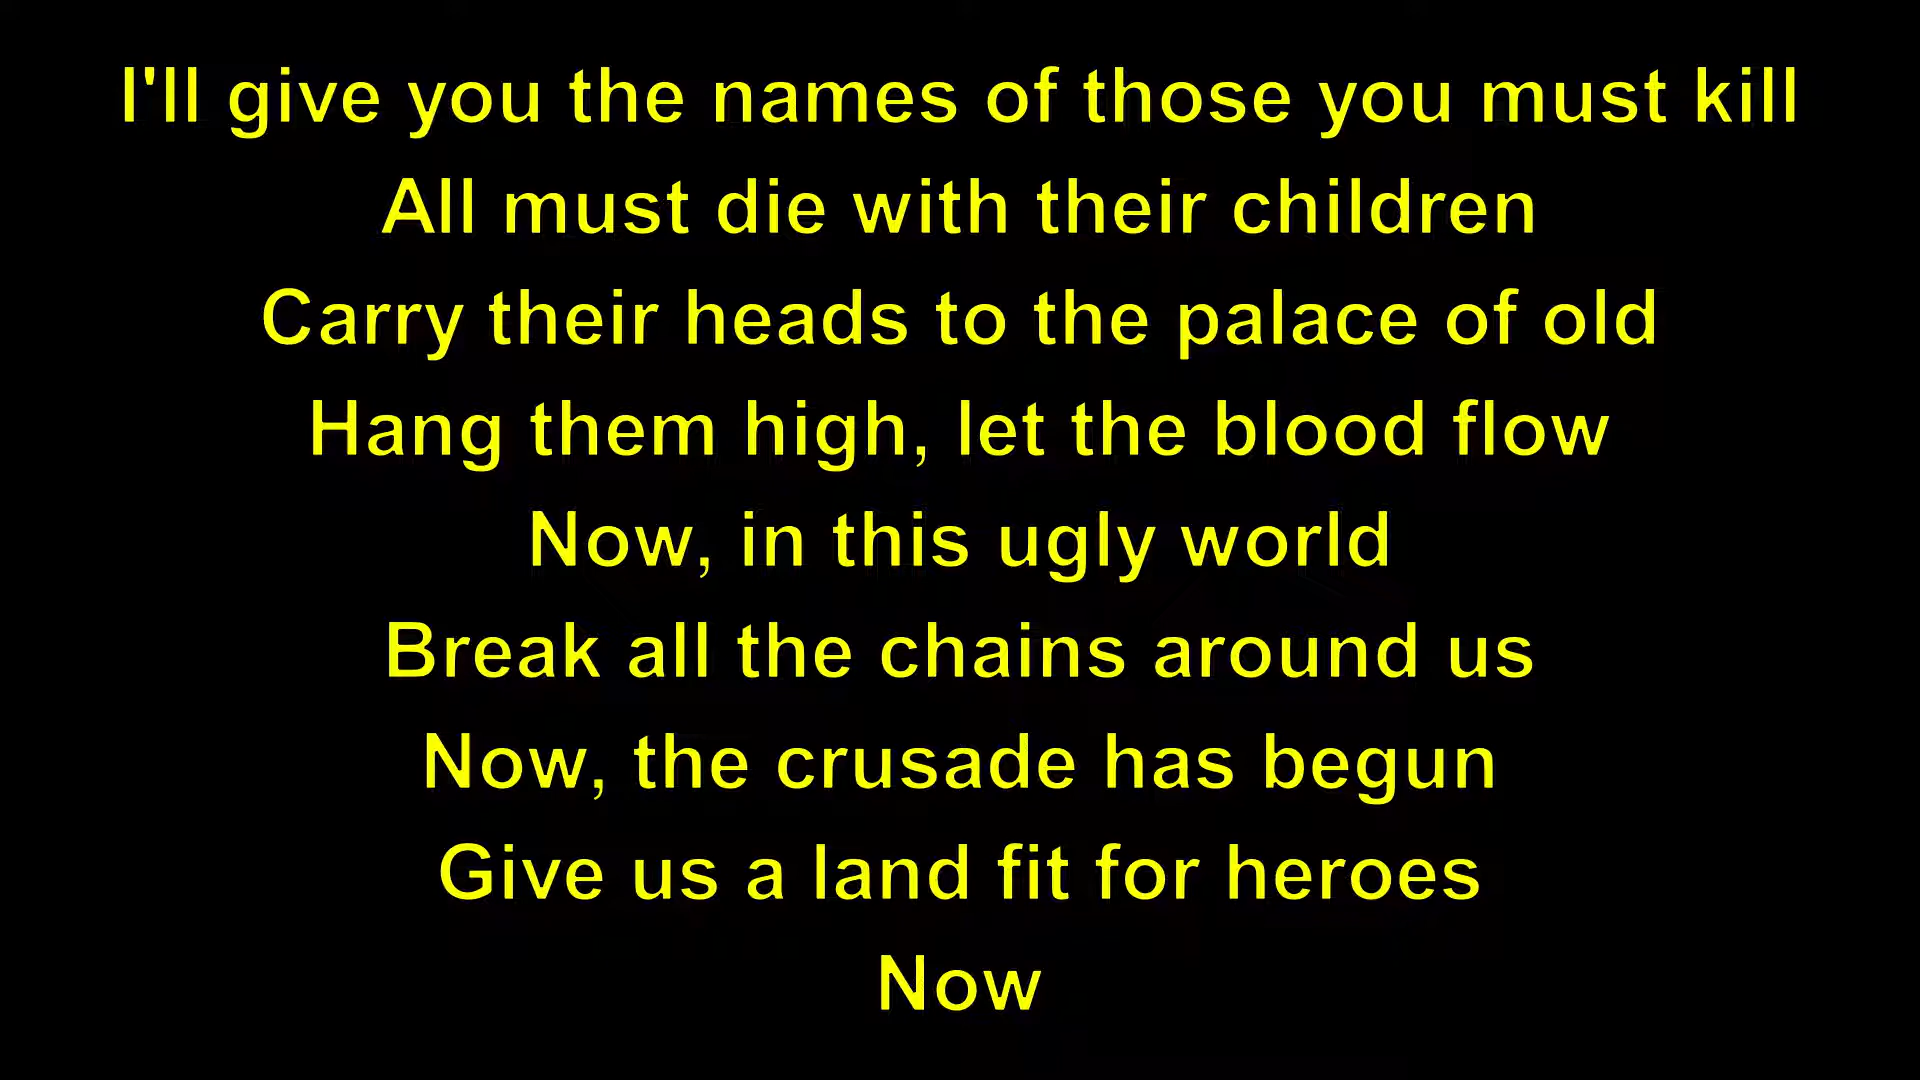 I'll give you the names of those you must kill
All must die with their children
Carry their heads to the palace of old
Hang them high, let the blood flow
Now, in this ugly world
Break all the chains around us
Now, the crusade has begun
Give us a land fit for heroes
Now